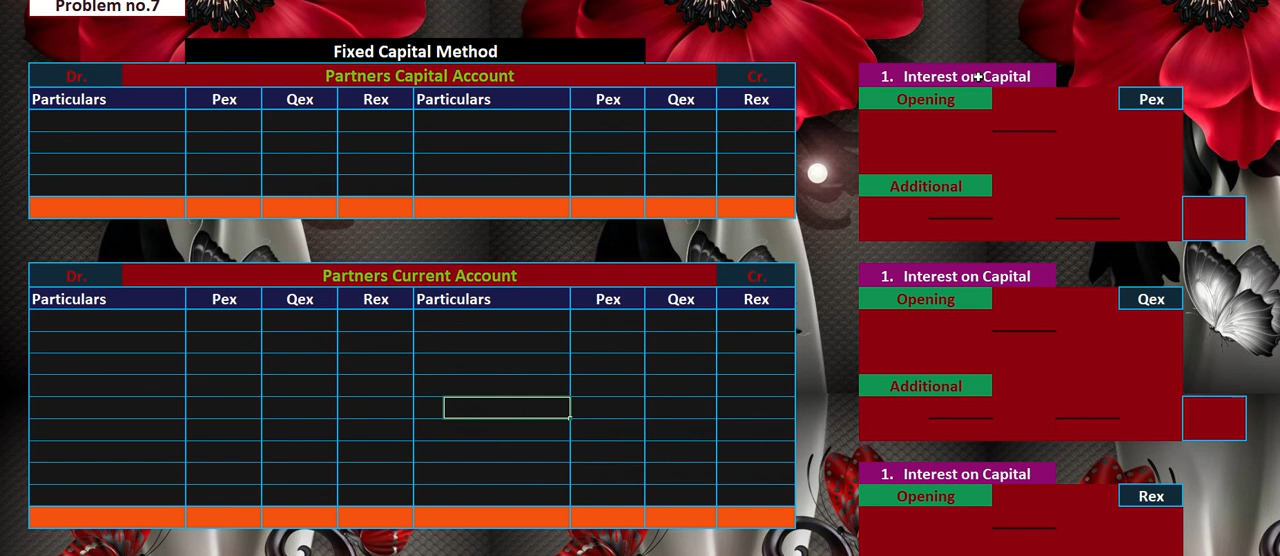 Problem no.7
Fixed Capital Method
Dr. Partners Capital Account Cr.
Particulars Pex Qex Rex Particulars Pex Qex Rex
Dr. Partners Current Account Cr.
Particulars Pex Qex Rex Particulars Pex Qex Rex
1. Interest on Capital
Opening Pex
Additional
1. Interest on Capital
Opening Qex
Additional
1. Interest on Capital
Opening Rex